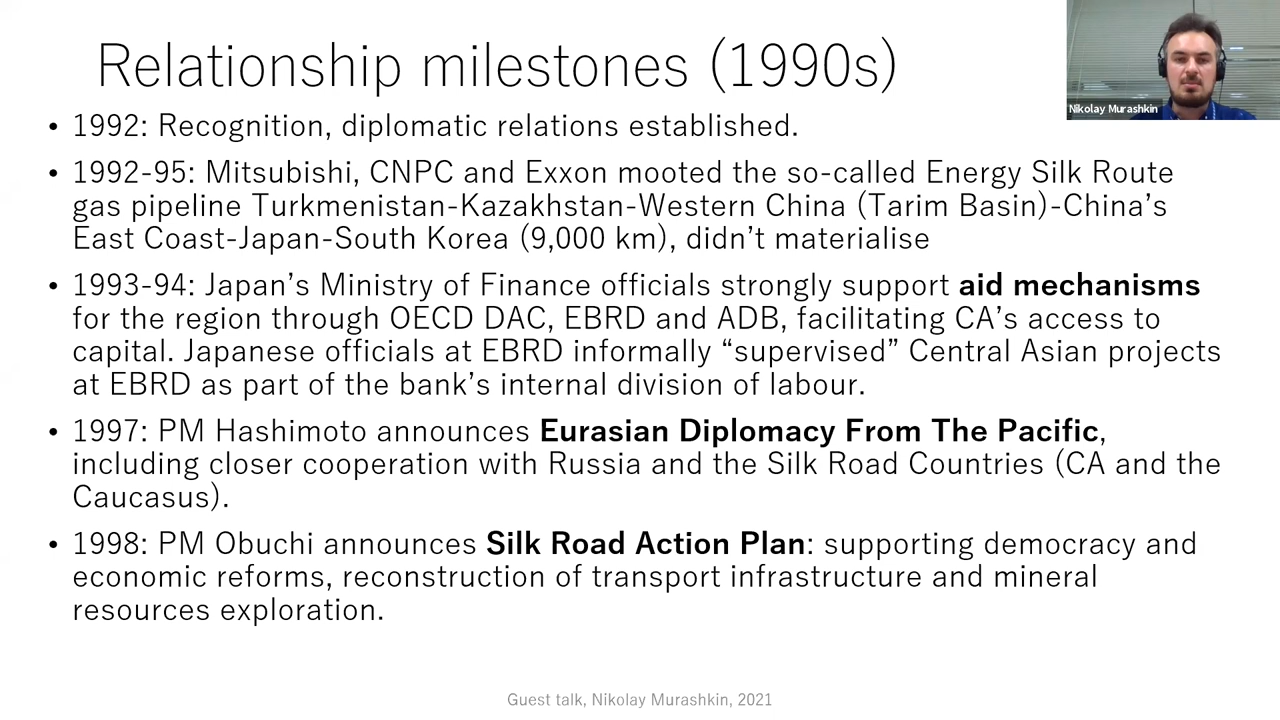 Relationship milestones (1990s)
Nikolay Murashkin
• 1992: Recognition, diplomatic relations established.
• 1992-95: Mitsubishi, CNPC and Exxon mooted the so-called Energy Silk Route
gas pipeline Turkmenistan-Kazakhstan-Western China (Tarim Basin)-China’s
East Coast-Japan-South Korea (9,000 km), didn’t materialise
• 1993-94: Japan’s Ministry of Finance officials strongly support aid mechanisms
for the region through OECD DAC, EBRD and ADB, facilitating CA’s access to
capital. Japanese officials at EBRD informally “supervised” Central Asian projects
at EBRD as part of the bank’s internal division of labour.
• 1997: PM Hashimoto announces Eurasian Diplomacy From The Pacific,
including closer cooperation with Russia and the Silk Road Countries (CA and the
Caucasus).
• 1998: PM Obuchi announces Silk Road Action Plan: supporting democracy and
economic reforms, reconstruction of transport infrastructure and mineral
resources exploration.
Guest talk, Nikolay Murashkin, 2021